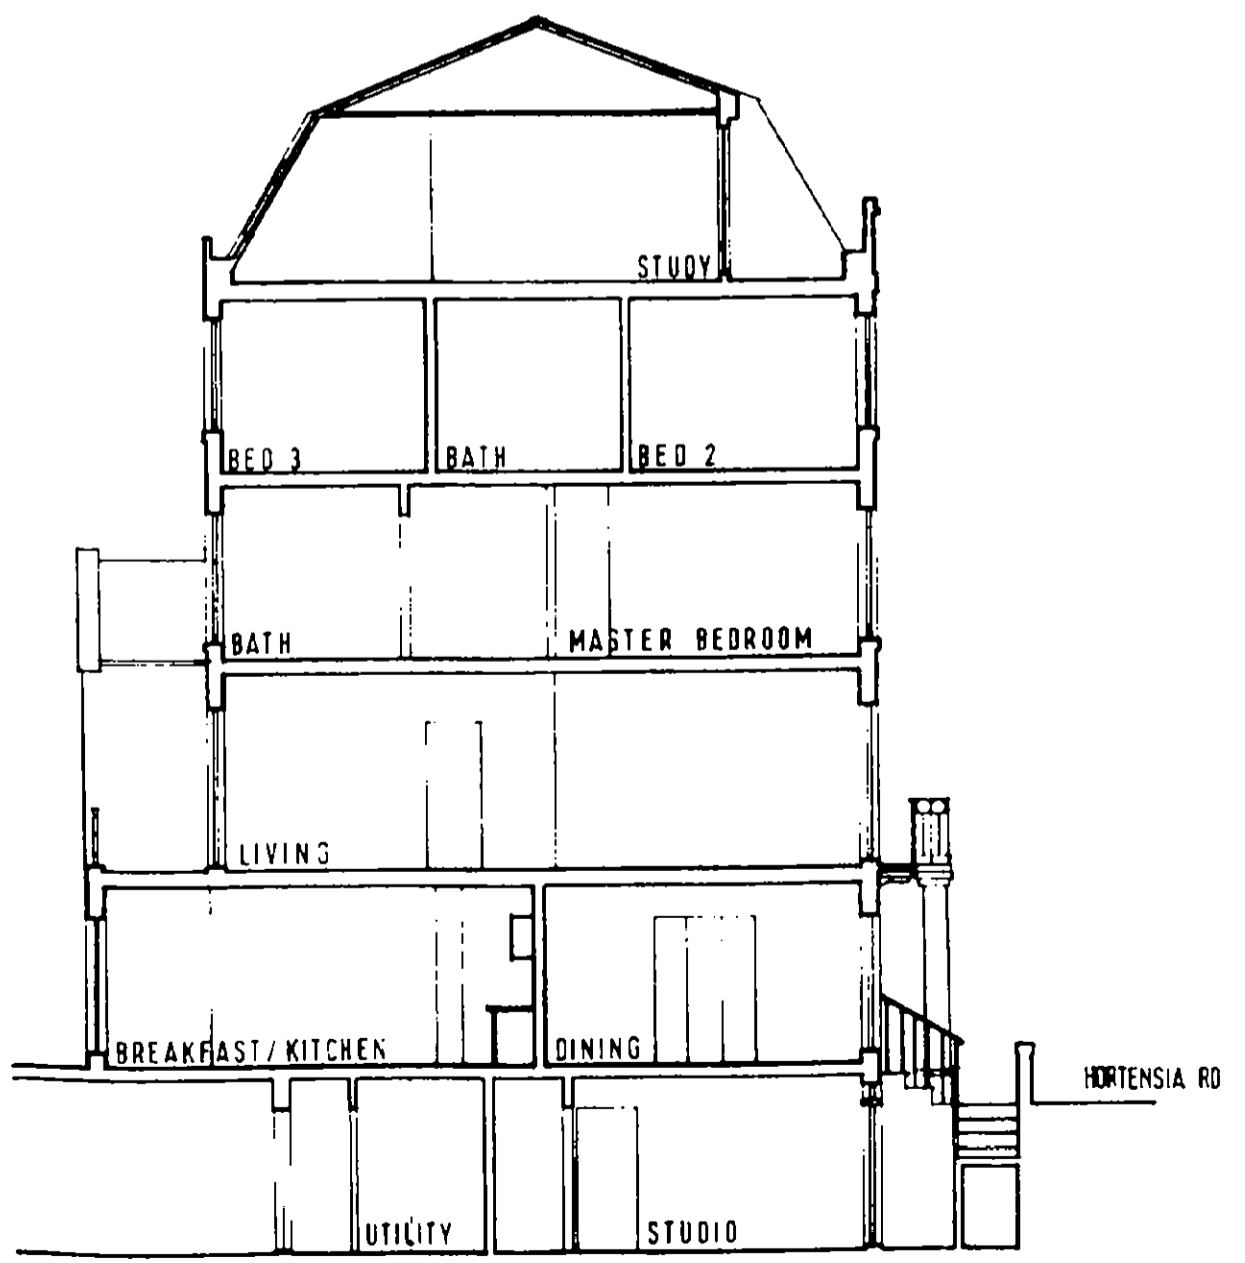 STUDY
BED 3 BATH BED 2
BATH MASTER BEDROOM
LIVING
BREAKFAST/KITCHEN DINING
HORTENSIA RD
UTILITY STUDIO